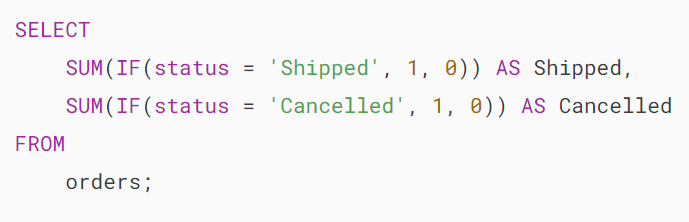 SELECT
    SUM(IF(status = 'Shipped', 1, 0)) AS Shipped,
    SUM(IF(status = 'Cancelled', 1, 0)) AS Cancelled
FROM
    orders;